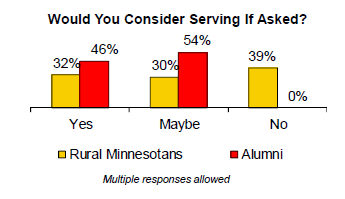 Would You Consider Serving If Asked?
32% 46% 30% 54% 39% 0%
Yes Maybe No
Rural Minnesotans Alumni
Multiple responses allowed